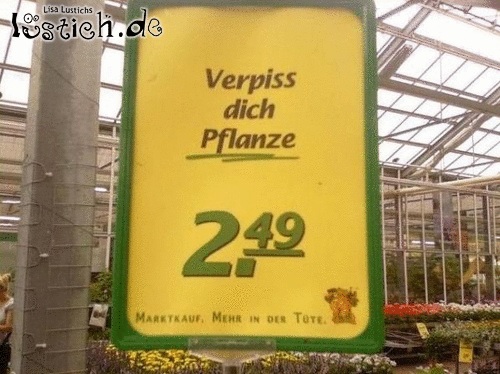 Lisa Lustichs
lustich.de
Verpiss
dich
Pflanze
2.49
MARKTKAUF. MEHR IN DER TÜTE.